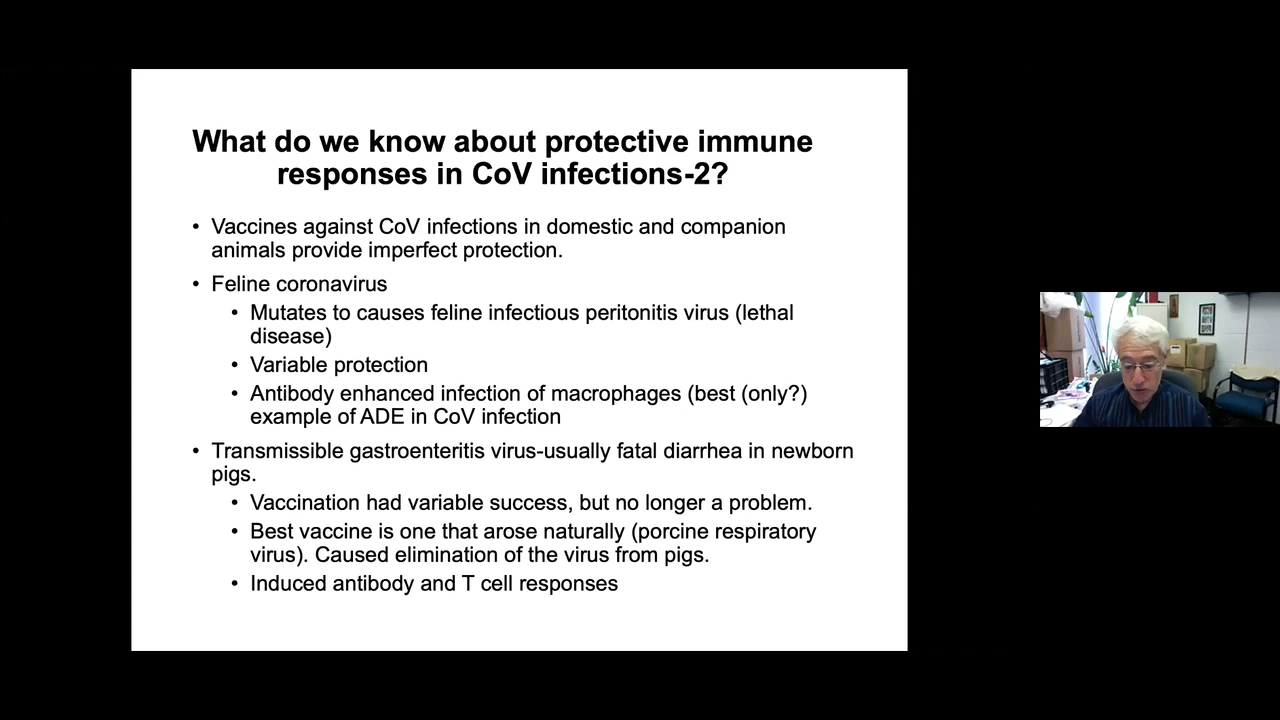 What do we know about protective immune
responses in CoV infections-2?
• Vaccines against CoV infections in domestic and companion
animals provide imperfect protection.
• Feline coronavirus
• Mutates to causes feline infectious peritonitis virus (lethal
disease)
• Variable protection
• Antibody enhanced infection of macrophages (best (only?)
example of ADE in CoV infection
• Transmissible gastroenteritis virus-usually fatal diarrhea in newborn
pigs.
• Vaccination had variable success, but no longer a problem.
• Best vaccine is one that arose naturally (porcine respiratory
virus). Caused elimination of the virus from pigs.
• Induced antibody and T cell responses